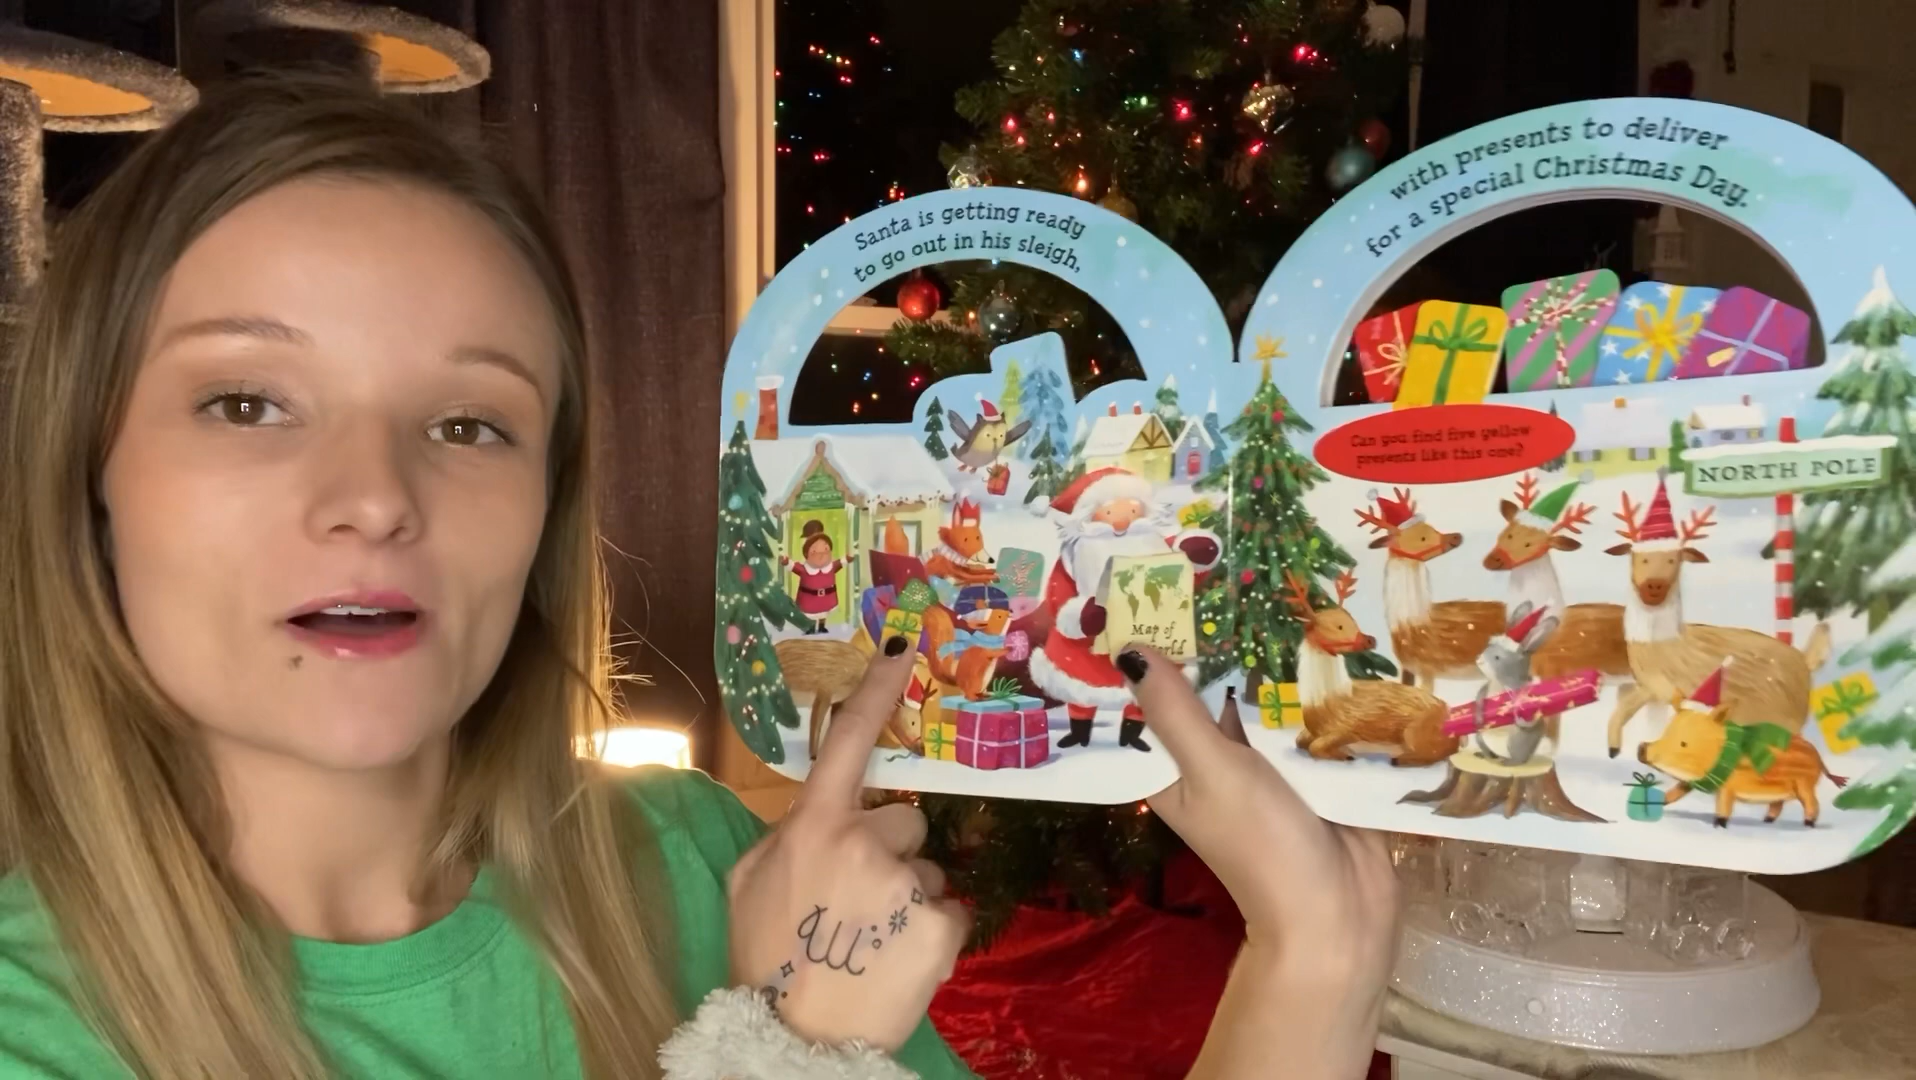 Santa is getting ready
to go out in his sleigh,
with presents to deliver
for a special Christmas Day.
Can you find five yellow
presents like this one?
NORTH POLE
Map of
World